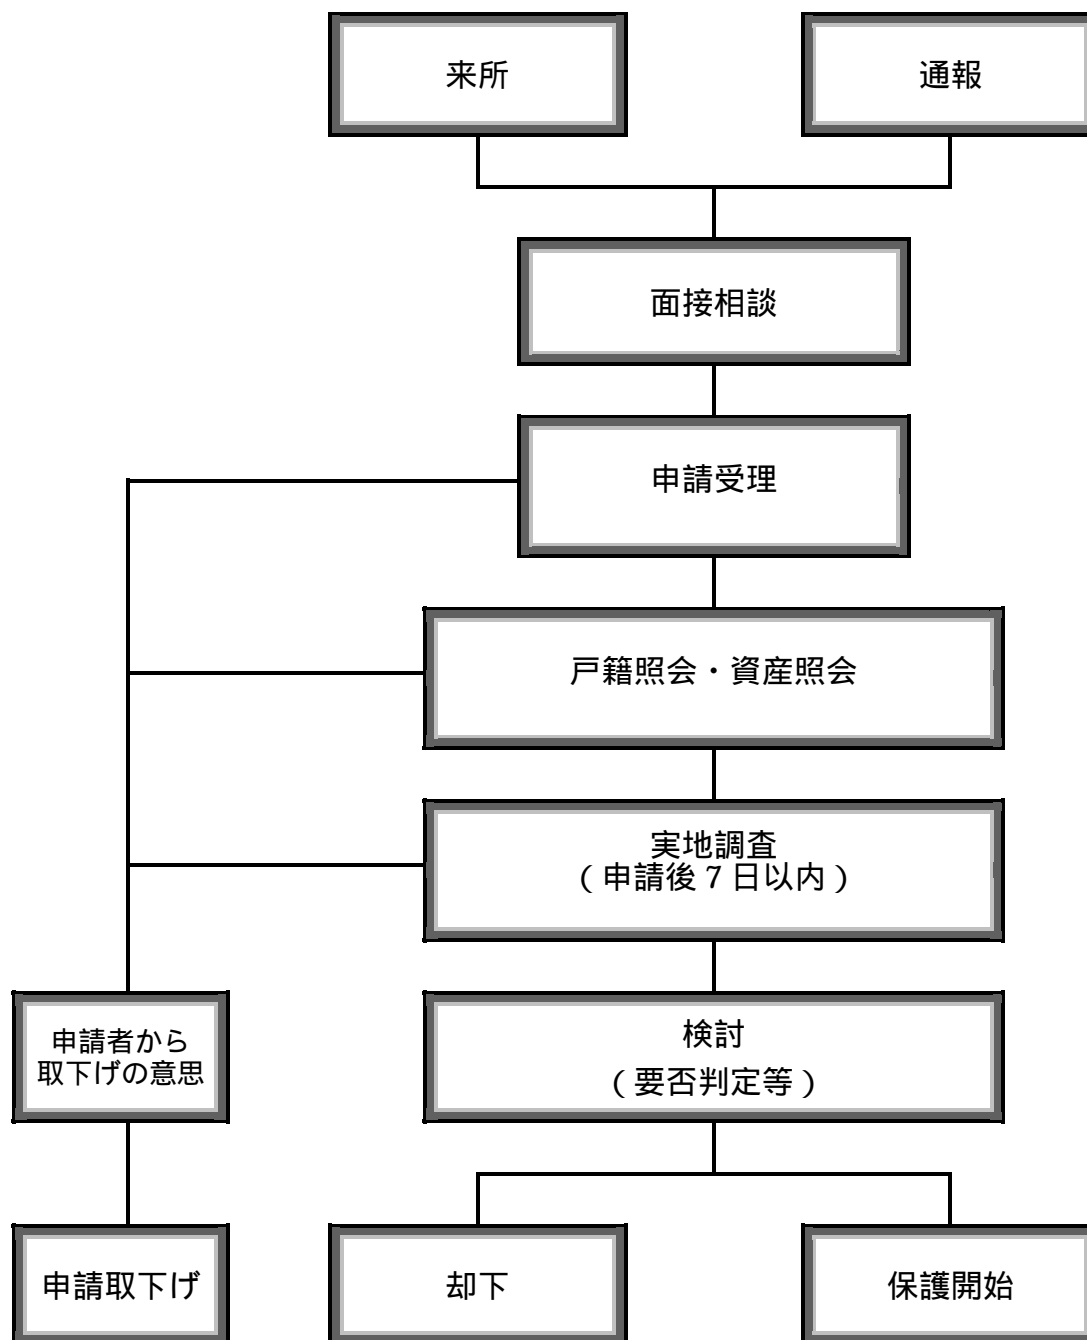 来所
通報
面接相談
申請受理
戸籍照会・資産照会
実地調査
(申請後7日以内)
申請者から
取下げの意思
検討
(要否判定等)
申請取下げ
却下
保護開始